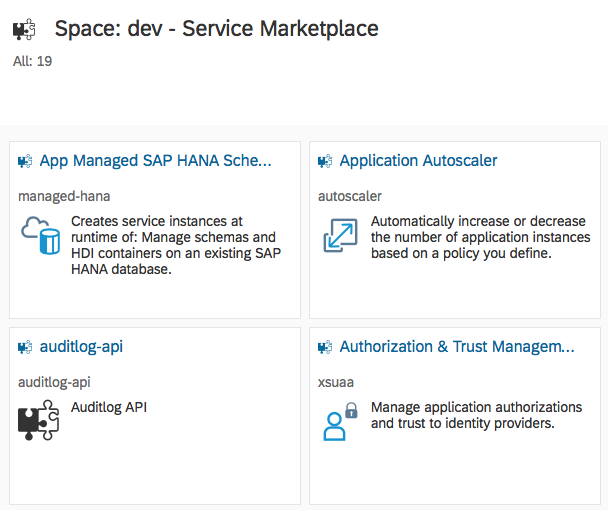 Space: dev - Service Marketplace
All: 19
App Managed SAP HANA Sche...
managed-hana
Creates service instances at
runtime of: Manage schemas and
HDI containers on an existing SAP
HANA database.
Application Autoscaler
autoscaler
Automatically increase or decrease
the number of application instances
based on a policy you define.
auditlog-api
auditlog-api
Auditlog API
Authorization & Trust Managem...
xsuaa
Manage application authorizations
and trust to identity providers.